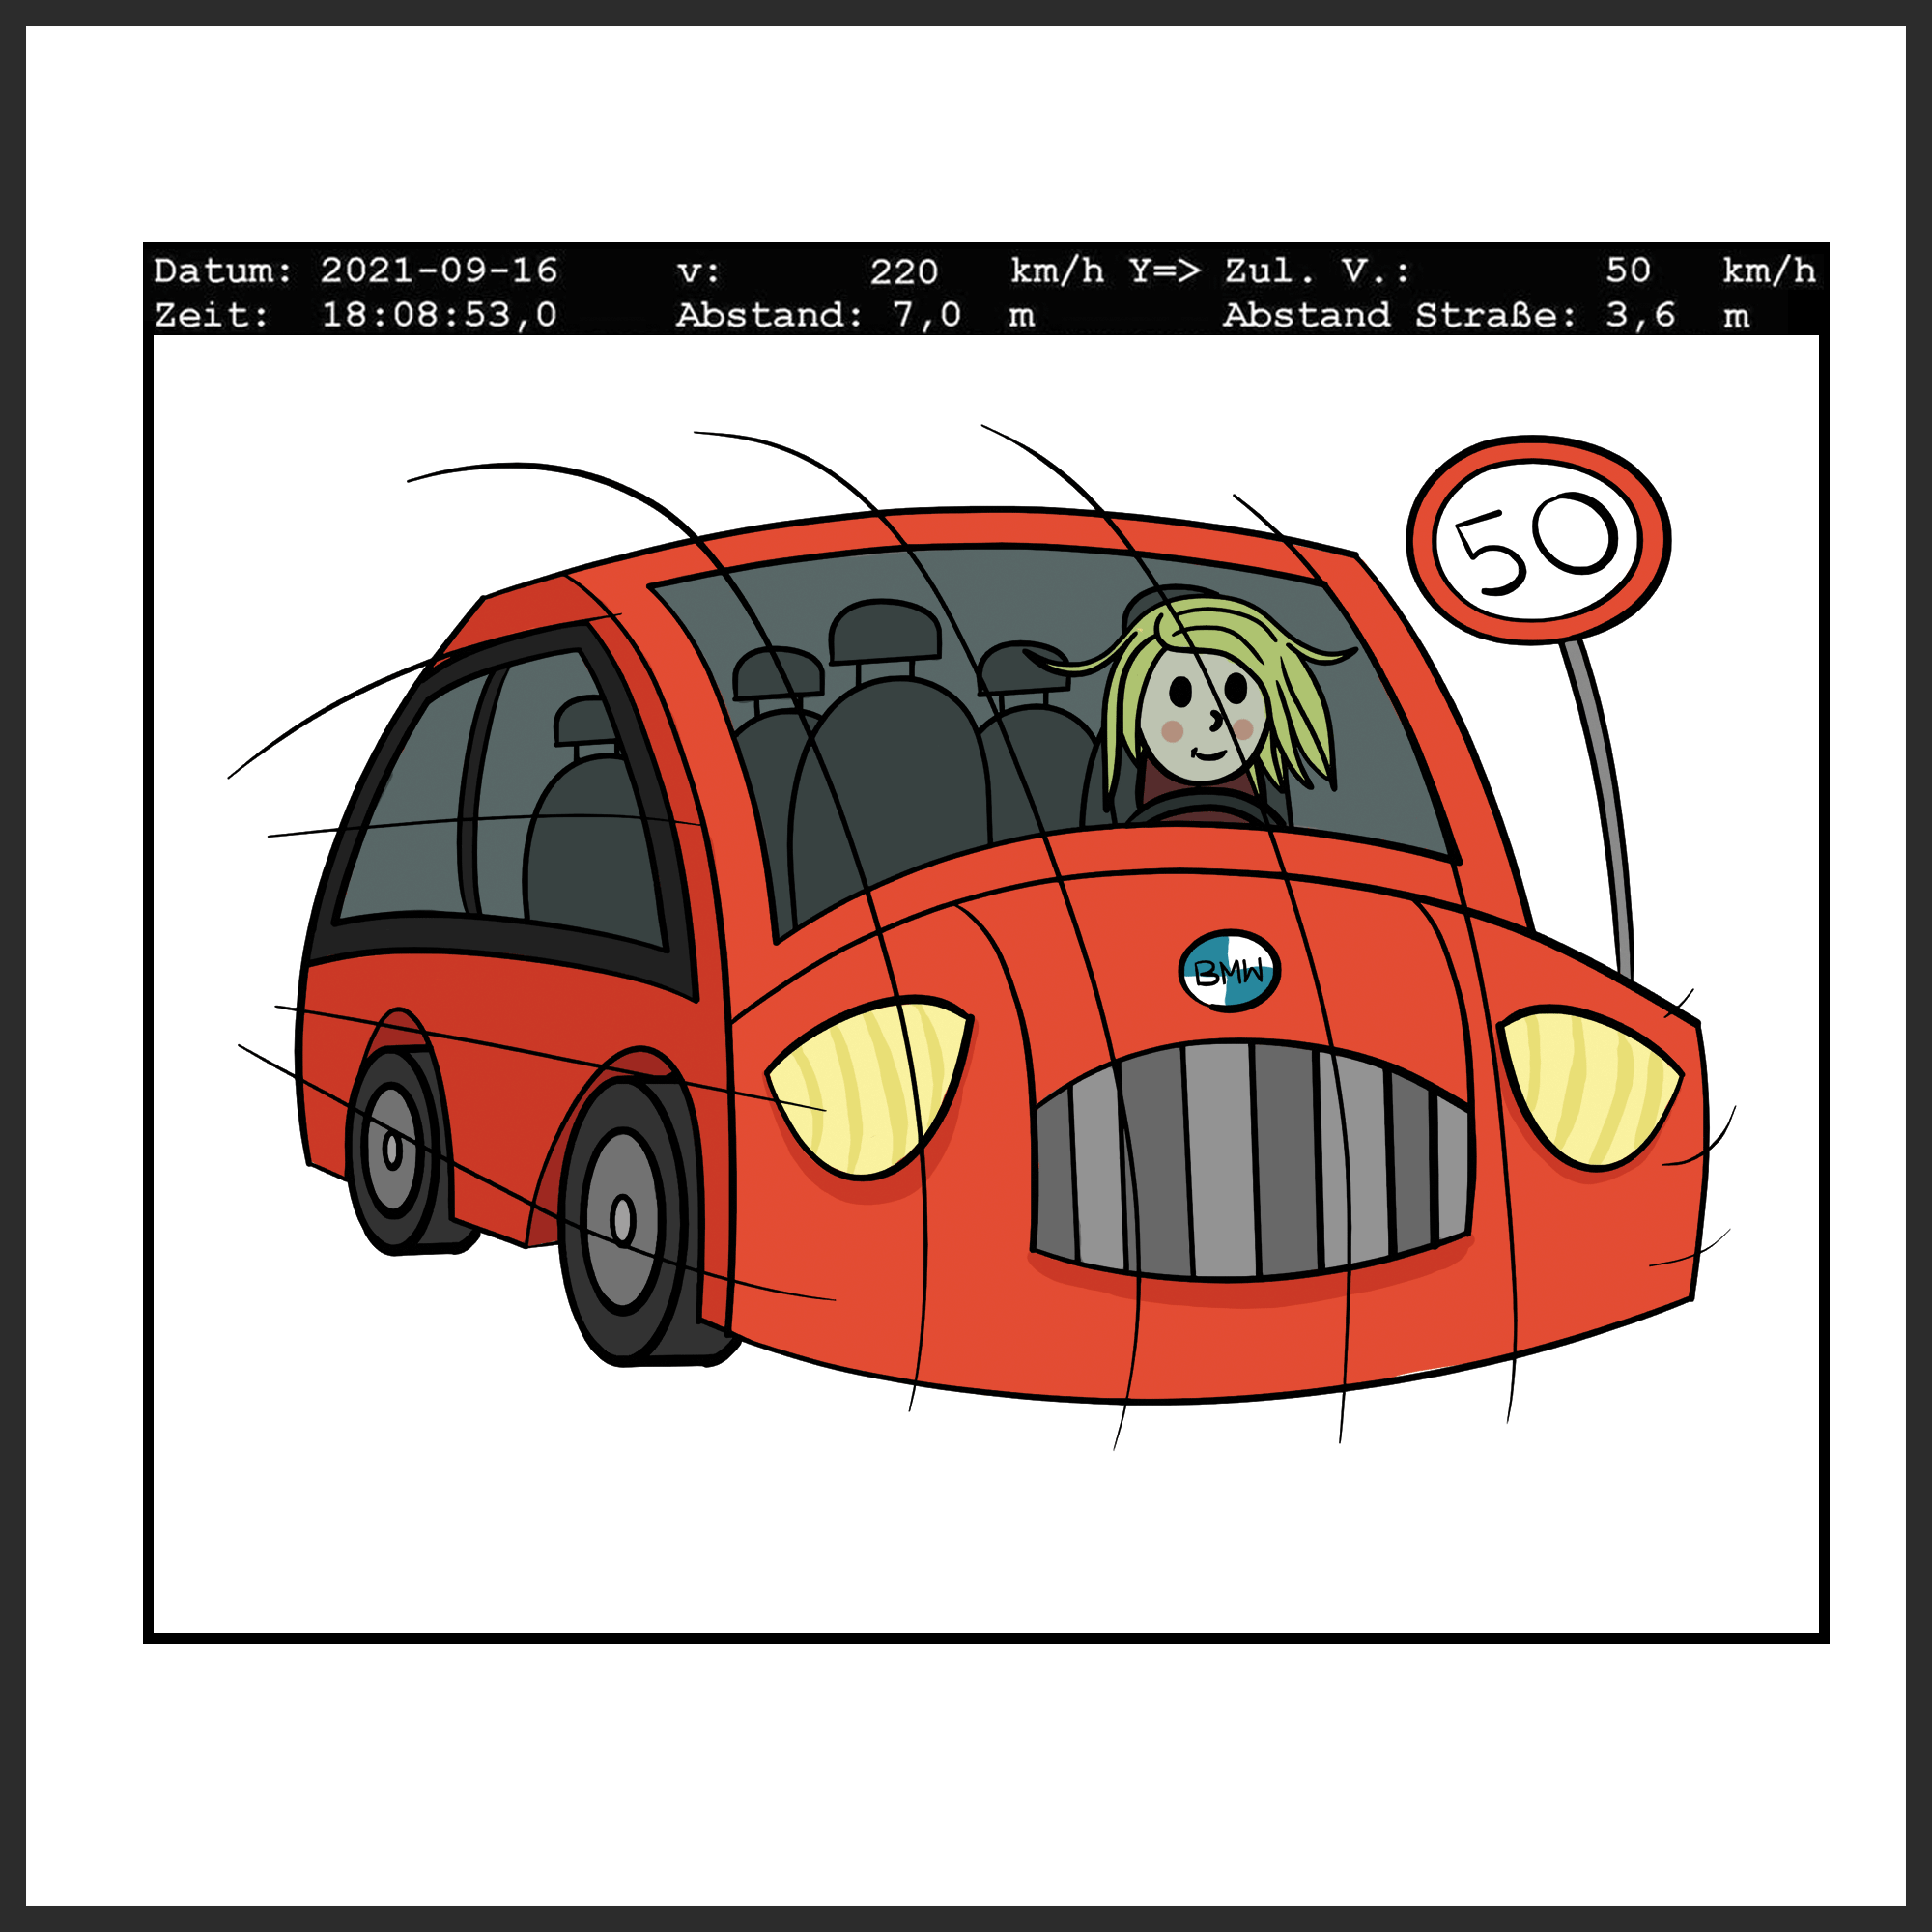 Datum: 2021-09-16 v: 220 km/h Y=> Zul. V.: 50 km/h
Zeit: 18:08:53,0 Abstand: 7,0 m Abstand Straße: 3,6 m
50
BMW